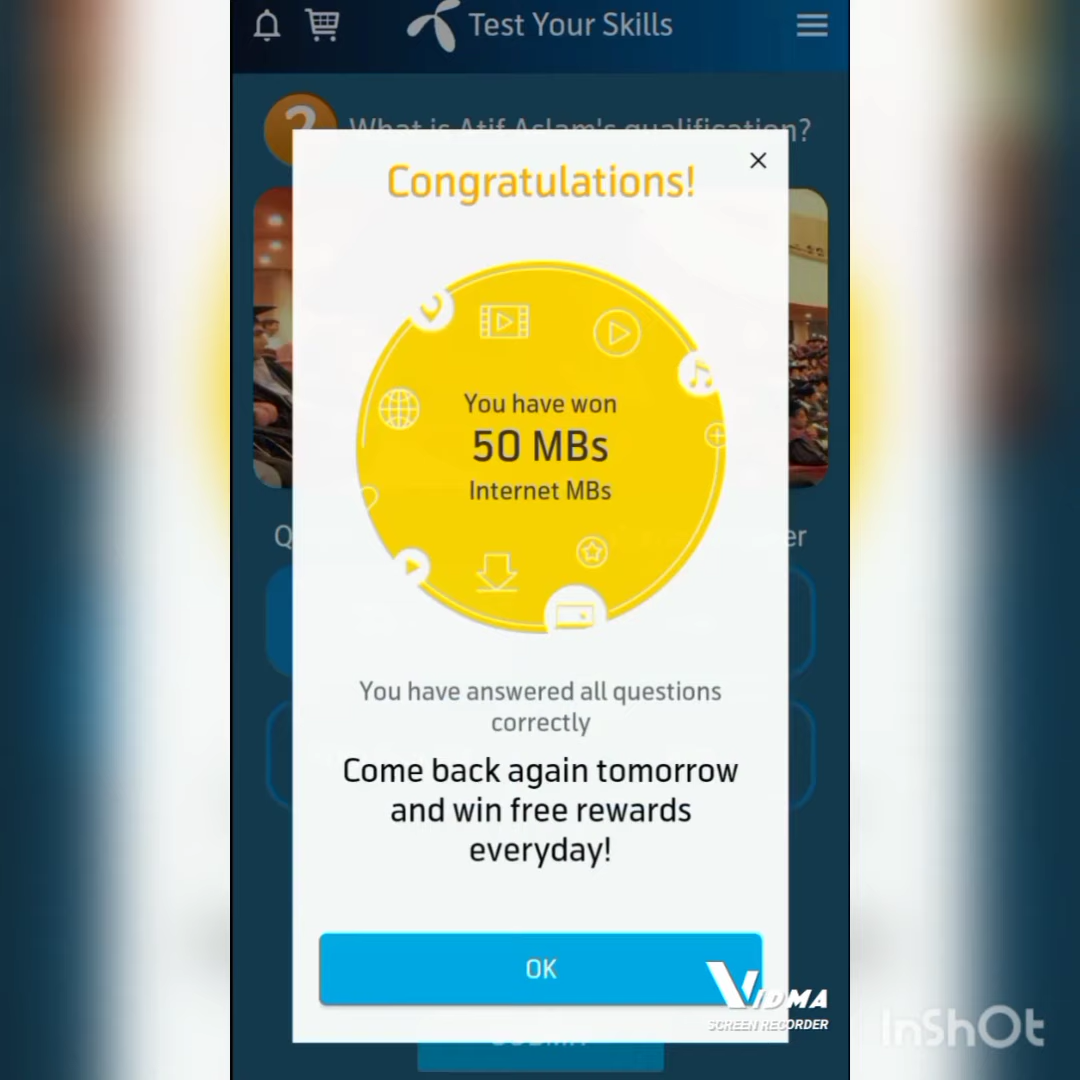 Test Your Skills
?
What is Atif Aslam's qualification?
Congratulations!
You have won
50 MBs
Internet MBs
You have answered all questions
correctly
Come back again tomorrow
and win free rewards
everyday!
OK
VIDMA
SCREEN RECORDER
InShOt
SUBMIT